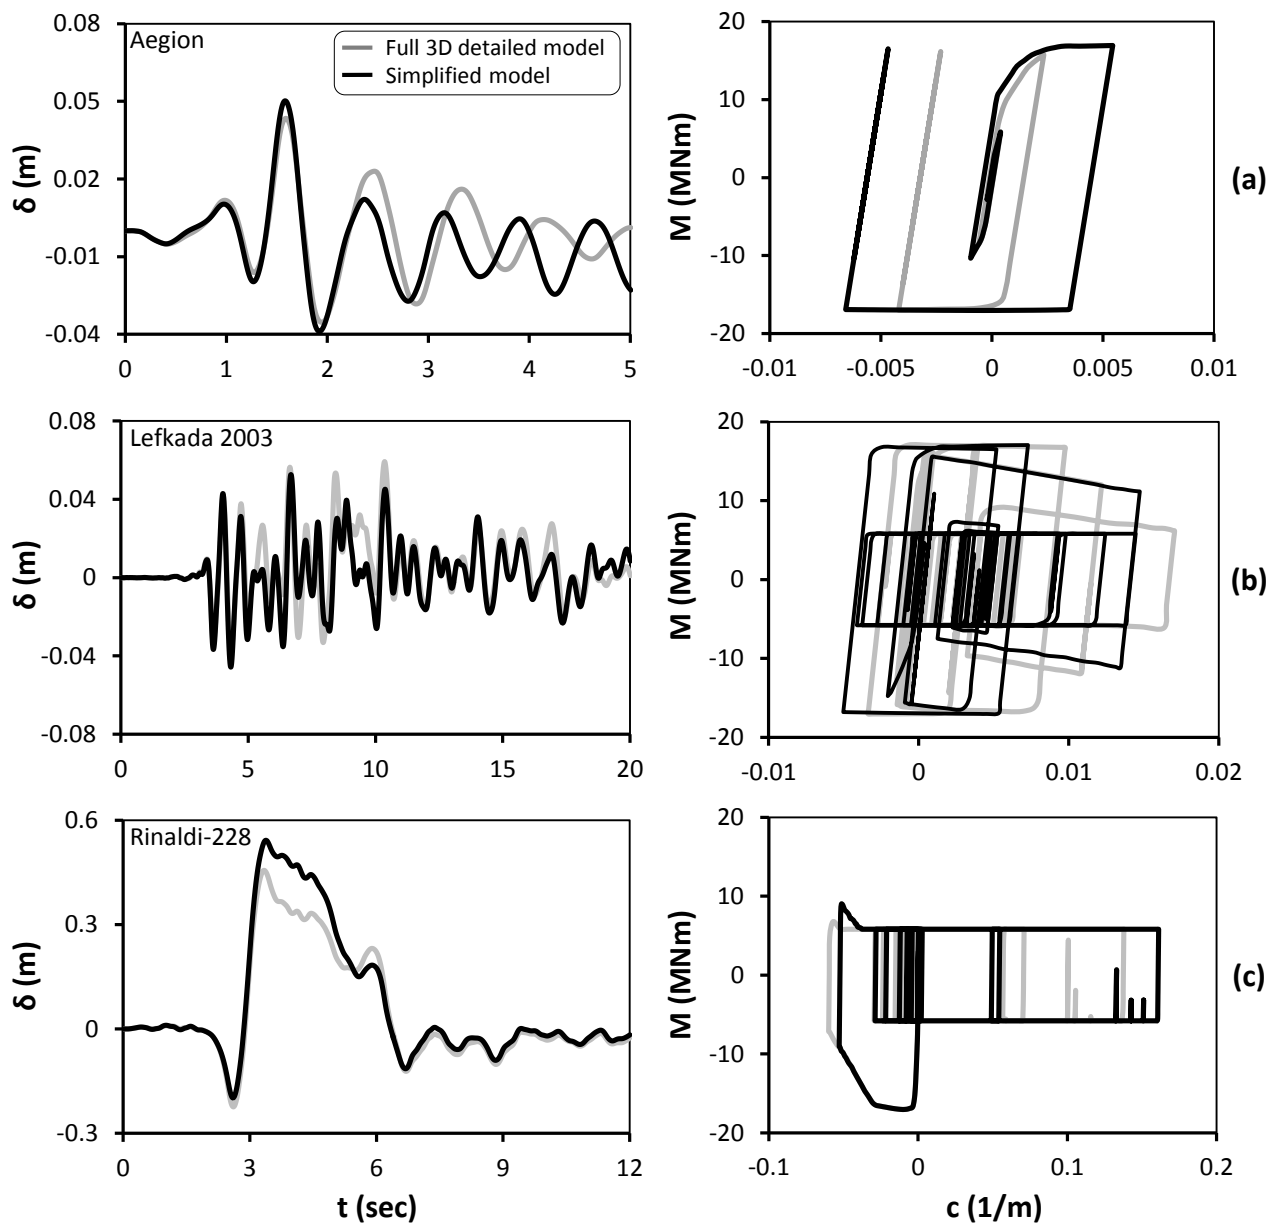 Aegion
Full 3D detailed model
Simplified model
δ (m)
0.08
0.05
0.02
-0.01
-0.04
0 1 2 3 4 5
M (MNm)
20
10
0
-10
-20
-0.01 -0.005 0 0.005 0.01
(a)
Lefkada 2003
δ (m)
0.08
0.04
0
-0.04
-0.08
0 5 10 15 20
M (MNm)
20
10
0
-10
-20
-0.01 0 0.01 0.02
(b)
Rinaldi-228
δ (m)
0.6
0.3
0
-0.3
0 3 6 9 12
t (sec)
M (MNm)
20
10
0
-10
-20
-0.1 0 0.1 0.2
c (1/m)
(c)